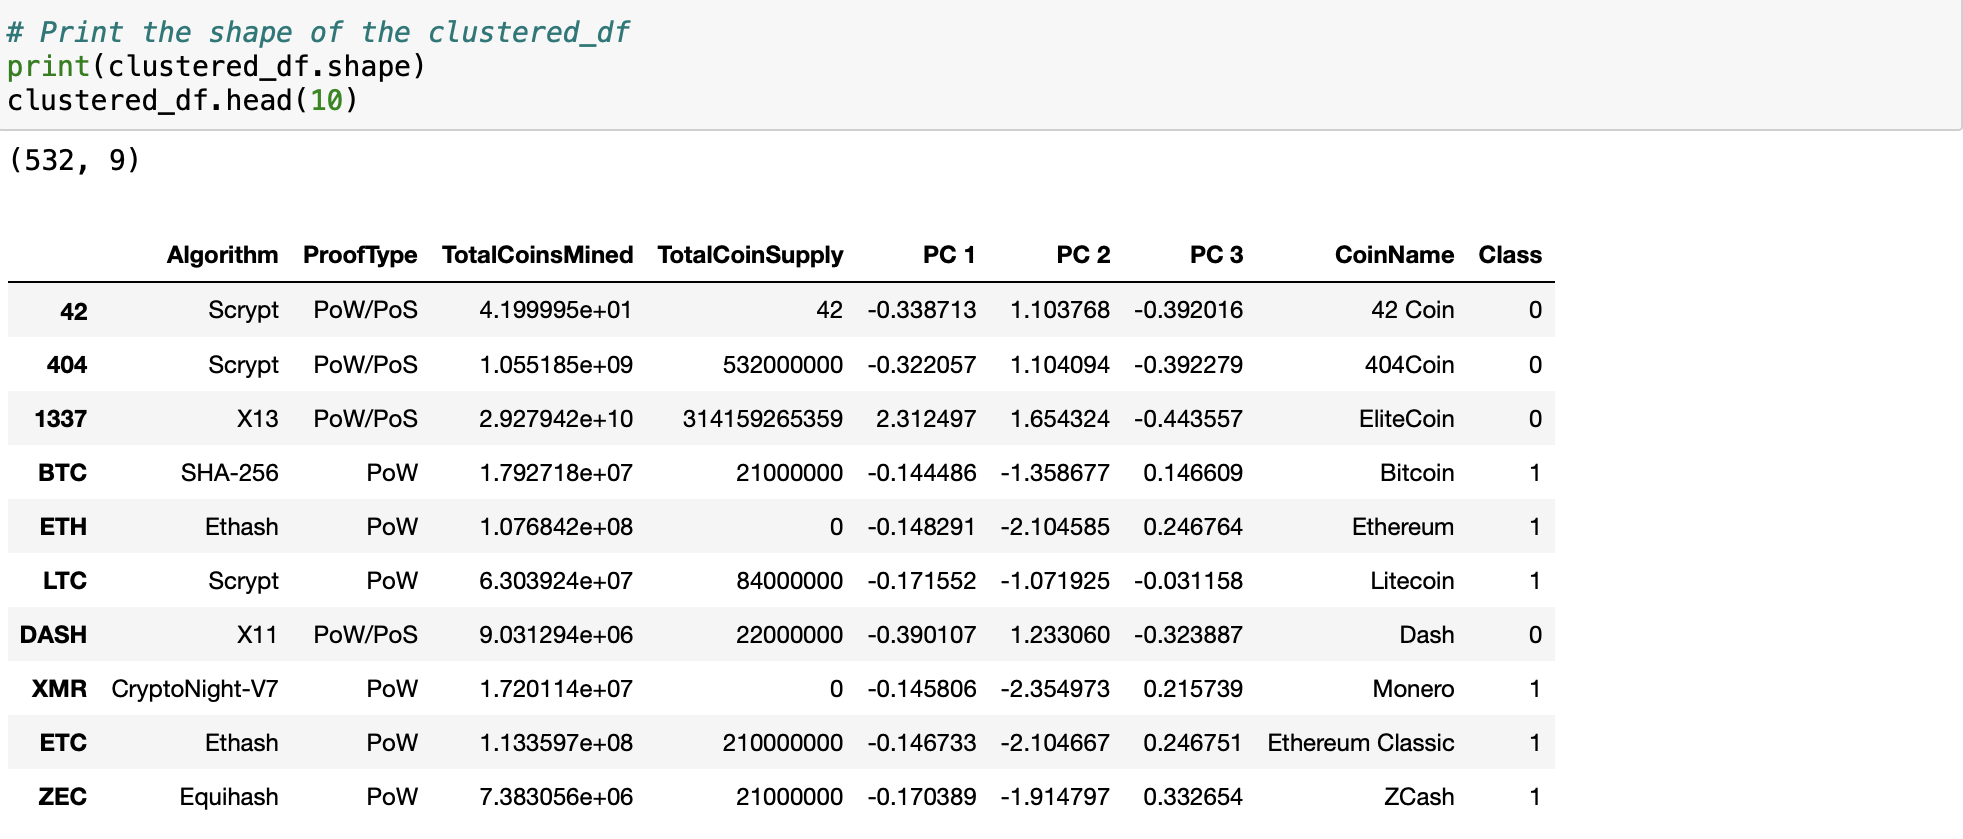 # Print the shape of the clustered_df
print(clustered_df.shape)
clustered_df.head(10)
(532, 9)
Algorithm ProofType TotalCoinsMined TotalCoinSupply PC 1 PC 2 PC 3 CoinName Class
42 Scrypt PoW/PoS 4.199995e+01 42 -0.338713 1.103768 -0.392016 42 Coin 0
404 Scrypt PoW/PoS 1.055185e+09 532000000 -0.322057 1.104094 -0.392279 404Coin 0
1337 X13 PoW/PoS 2.927942e+10 314159265359 2.312497 1.654324 -0.443557 EliteCoin 0
BTC SHA-256 PoW 1.792718e+07 21000000 -0.144486 -1.358677 0.146609 Bitcoin 1
ETH Ethash PoW 1.076842e+08 0 -0.148291 -2.104585 0.246764 Ethereum 1
LTC Scrypt PoW 6.303924e+07 84000000 -0.171552 -1.071925 -0.031158 Litecoin 1
DASH X11 PoW/PoS 9.031294e+06 22000000 -0.390107 1.233060 -0.323887 Dash 0
XMR CryptoNight-V7 PoW 1.720114e+07 0 -0.145806 -2.354973 0.215739 Monero 1
ETC Ethash PoW 1.133597e+08 210000000 -0.146733 -2.104667 0.246751 Ethereum Classic 1
ZEC Equihash PoW 7.383056e+06 21000000 -0.170389 -1.914797 0.332654 ZCash 1